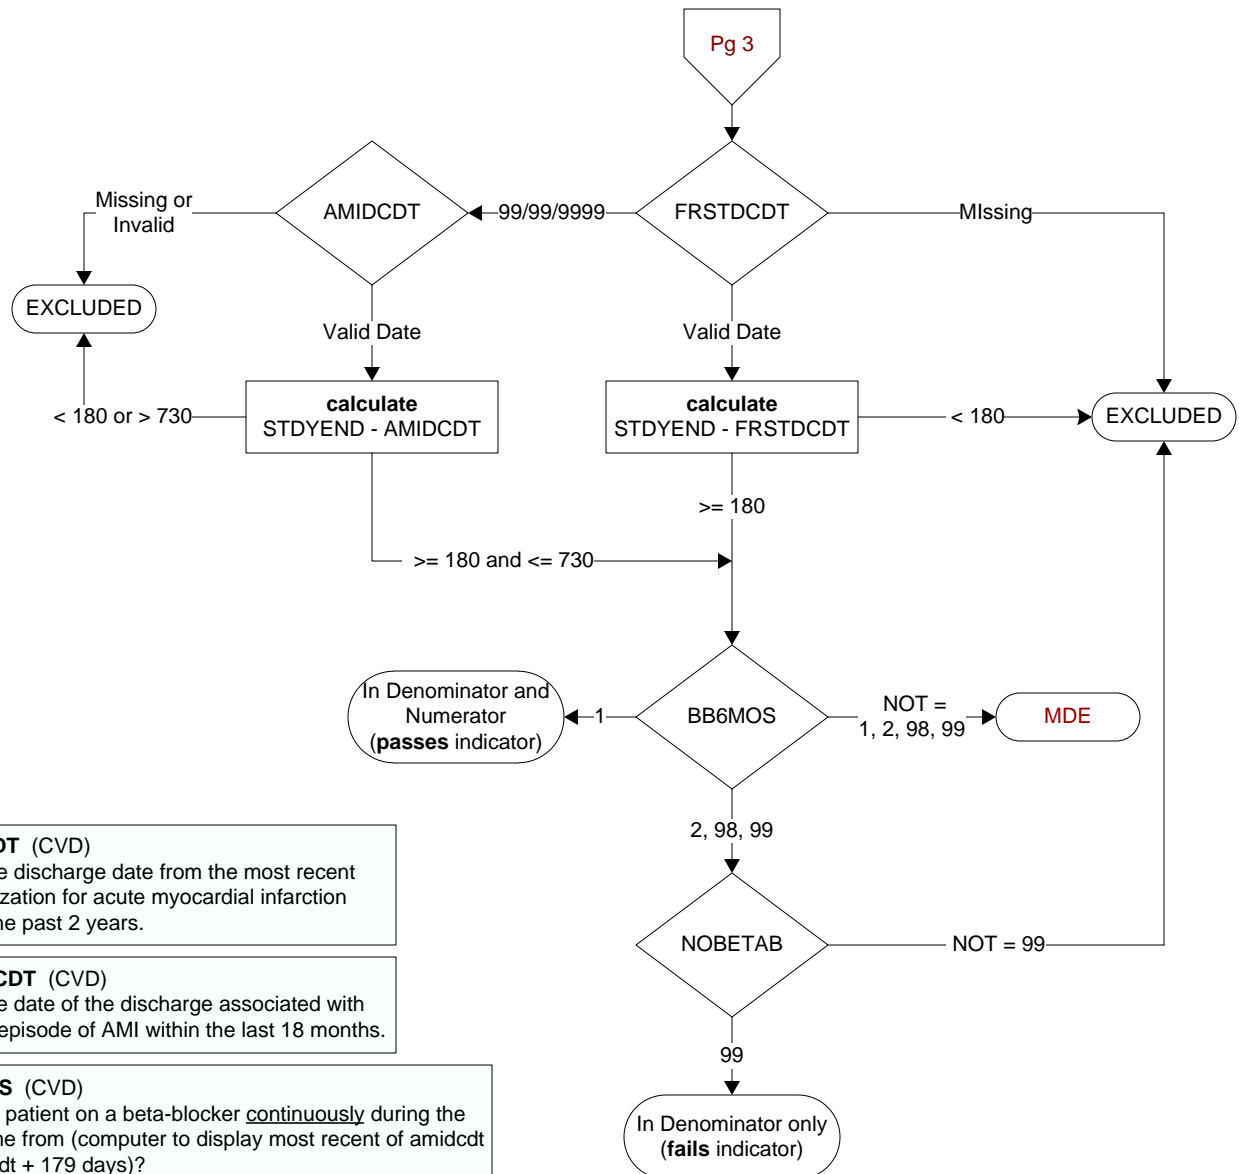 Pg 3
Missing or
Invalid
AMIDCDT
99/99/9999
FRSTDCDT
MIssing
EXCLUDED
Valid Date
Valid Date
< 180 or > 730
calculate
STDYEND - AMIDCDT
calculate
STDYEND - FRSTDCDT
< 180
EXCLUDED
>= 180
>= 180 and <= 730
In Denominator and
Numerator
(passes indicator)
1
BB6MOS
NOT =
1, 2, 98, 99
MDE
2, 98, 99
NOBETAB
NOT = 99
99
In Denominator only
(fails indicator)
DT (CVD)
e discharge date from the most recent
zation for acute myocardial infarction
ne past 2 years.
CDT (CVD)
e date of the discharge associated with
episode of AMI within the last 18 months.
S (CVD)
patient on a beta-blocker continuously during the
ne from (computer to display most recent of amidcdt
dt + 179 days)?